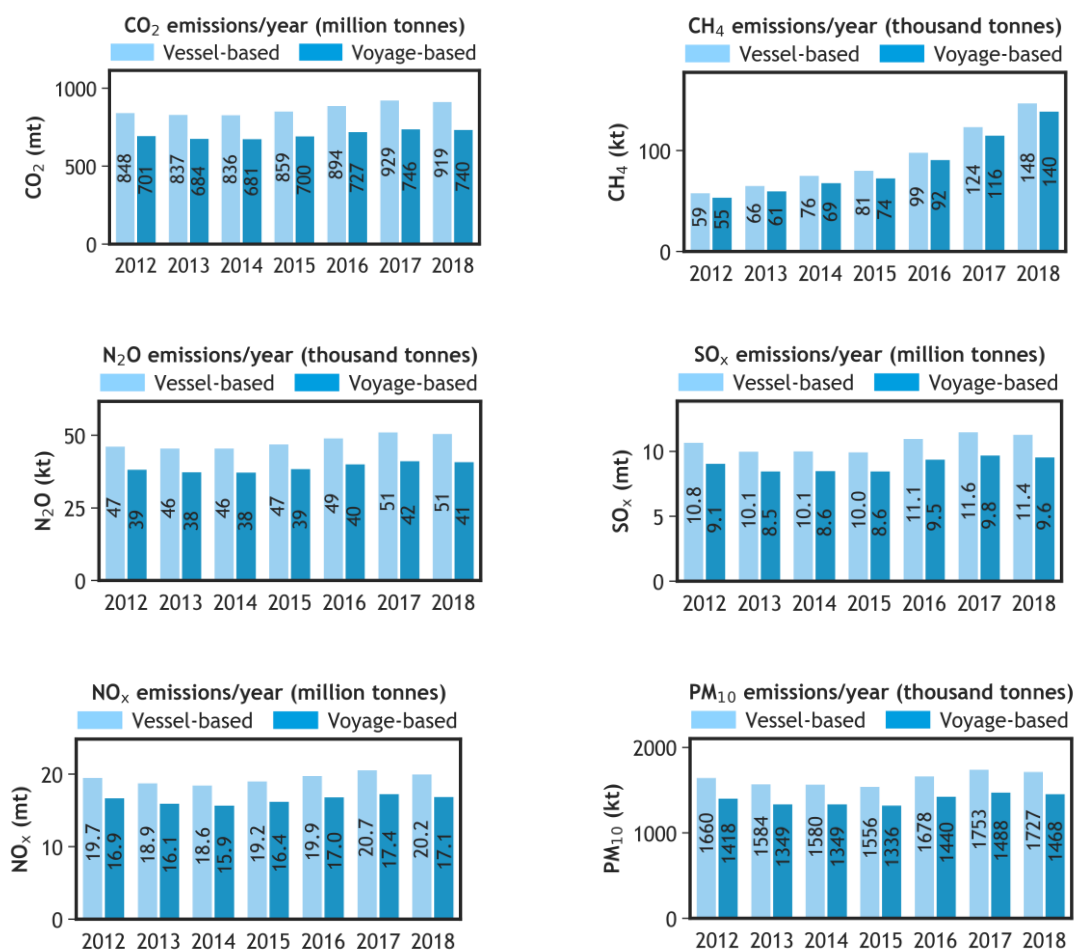 CO₂ emissions/year (million tonnes)
Vessel-based Voyage-based
CO₂ (mt)
1000
500
0
848 701 837 684 836 681 859 700 894 727 929 746 919 740
2012 2013 2014 2015 2016 2017 2018
CH₄ emissions/year (thousand tonnes)
Vessel-based Voyage-based
CH₄ (kt)
100
0
59 55 66 61 76 69 81 74 99 92 124 116 148 140
2012 2013 2014 2015 2016 2017 2018
N₂O emissions/year (thousand tonnes)
Vessel-based Voyage-based
N₂O (kt)
50
25
0
47 39 46 38 46 38 47 39 49 40 51 42 51 41
2012 2013 2014 2015 2016 2017 2018
SOₓ emissions/year (million tonnes)
Vessel-based Voyage-based
SOₓ (mt)
10
5
0
10.8 9.1 10.1 8.5 10.1 8.6 10.0 8.6 11.1 9.5 11.6 9.8 11.4 9.6
2012 2013 2014 2015 2016 2017 2018
NOₓ emissions/year (million tonnes)
Vessel-based Voyage-based
NOₓ (mt)
20
10
0
19.7 16.9 18.9 16.1 18.6 15.9 19.2 16.4 19.9 17.0 20.7 17.4 20.2 17.1
2012 2013 2014 2015 2016 2017 2018
PM₁₀ emissions/year (thousand tonnes)
Vessel-based Voyage-based
PM₁₀ (kt)
2000
1000
0
1660 1418 1584 1349 1580 1349 1556 1336 1678 1440 1753 1488 1727 1468
2012 2013 2014 2015 2016 2017 2018